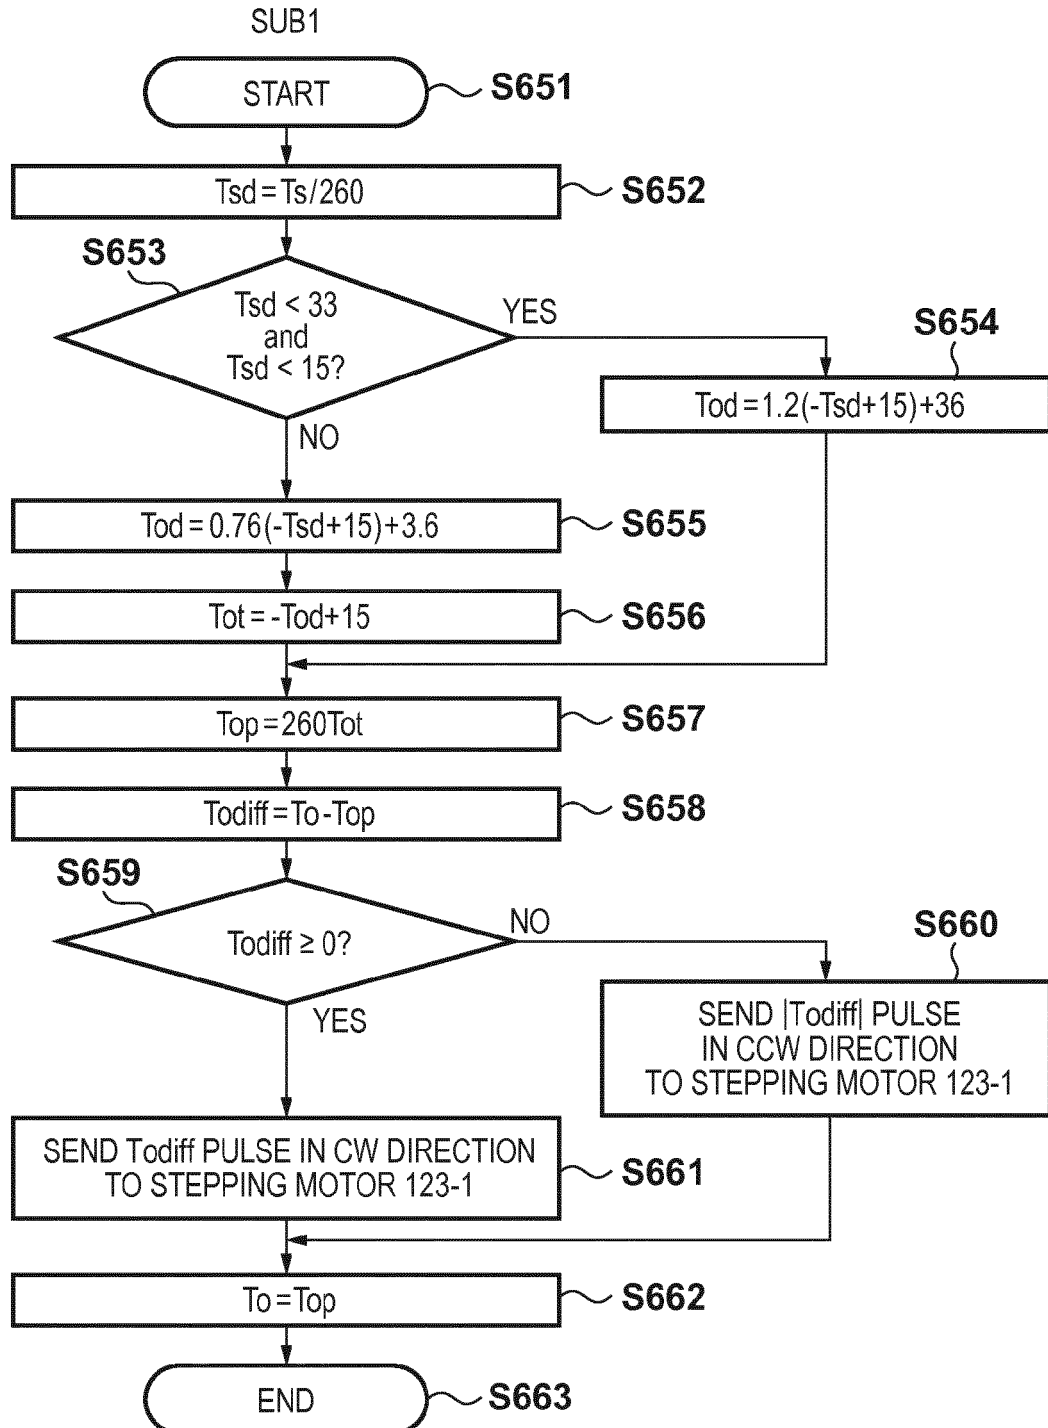 SUB1
START
S651
Tsd=Ts/260
S652
S653
Tsd < 33
and
Tsd < 15?
YES
NO
S654
Tod=1.2(-Tsd+15)+36
Tod=0.76(-Tsd+15)+3.6
S655
Tot=-Tod+15
S656
Top=260Tot
S657
Todiff=To-Top
S658
S659
Todiff ≥ 0?
NO
YES
S660
SEND |Todiff| PULSE
IN CCW DIRECTION
TO STEPPING MOTOR 123-1
SEND Todiff PULSE IN CW DIRECTION
TO STEPPING MOTOR 123-1
S661
To=Top
S662
END
S663